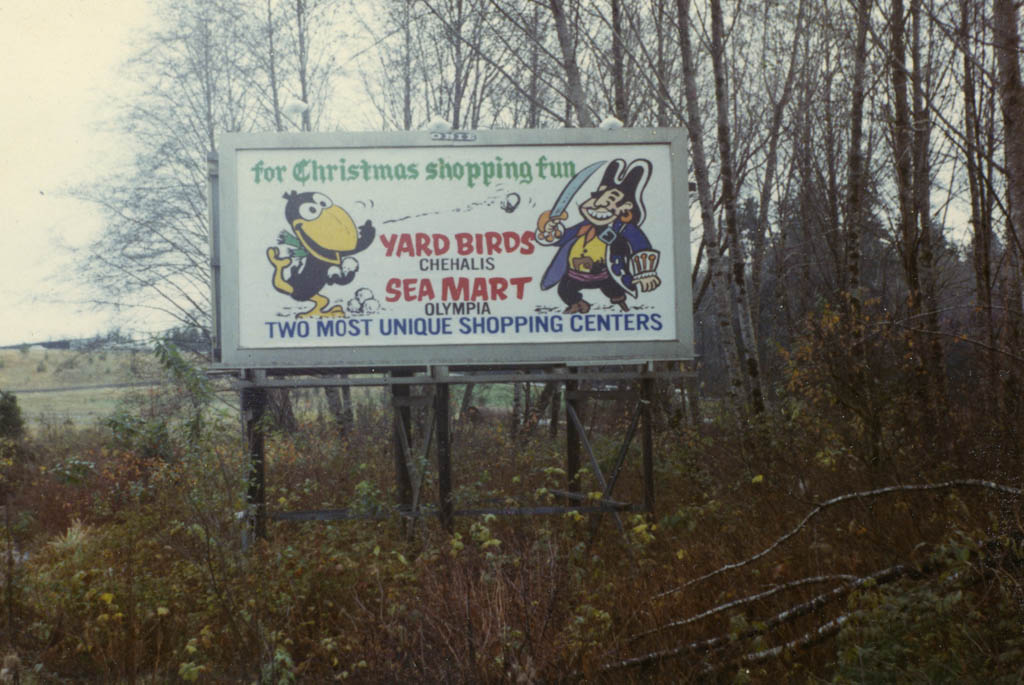 for Christmas shopping fun
YARD BIRDS
CHEHALIS
SEA MART
OLYMPIA
TWO MOST UNIQUE SHOPPING CENTERS